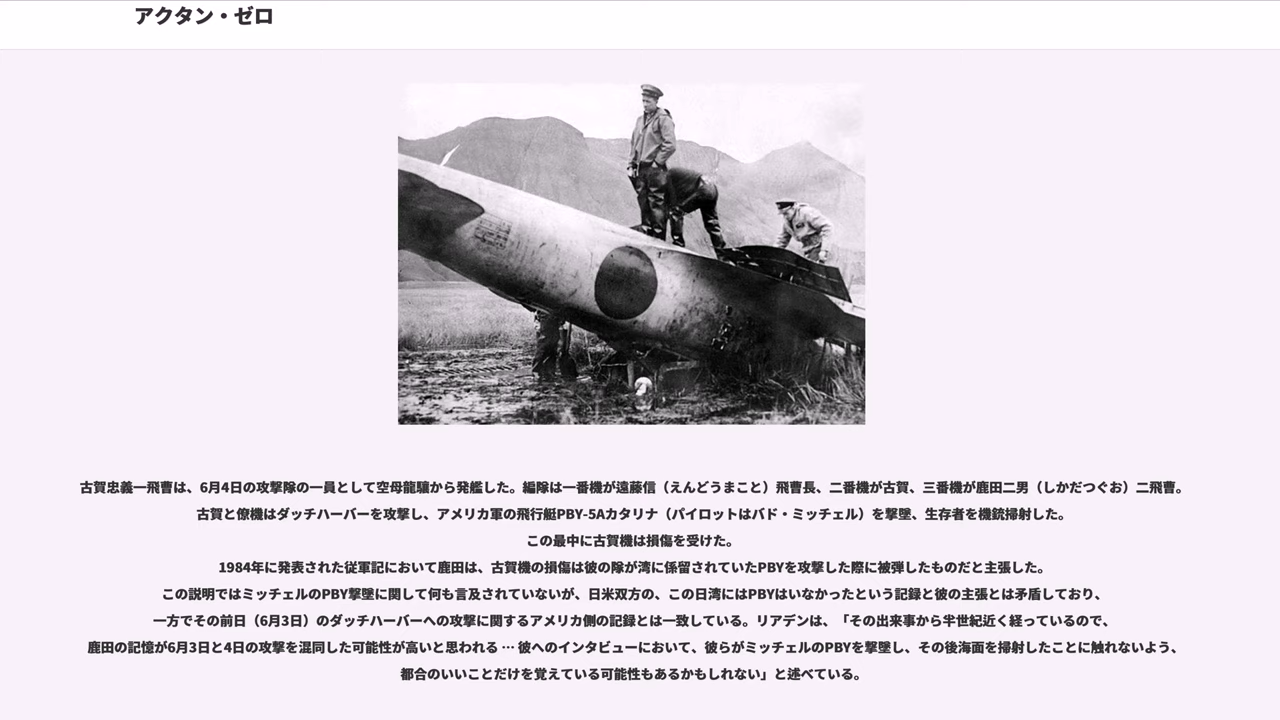 アクタン・ゼロ
古賀忠義一飛曹は、6月4日の攻撃隊の一員として空母龍驤から発艦した。編隊は一番機が遠藤信（えんどうまこと）飛曹長、二番機が古賀、三番機が鹿田二男（しかだつぐお）二飛曹。
古賀と僚機はダッチハーバーを攻撃し、アメリカ軍の飛行艇PBY-5Aカタリナ（パイロットはバド・ミッチェル）を撃墜、生存者を機銃掃射した。
この最中に古賀機は損傷を受けた。
1984年に発表された従軍記において鹿田は、古賀機の損傷は彼の隊が湾に係留されていたPBYを攻撃した際に被弾したものだと主張した。
この説明ではミッチェルのPBY撃墜に関して何も言及されていないが、日米双方の、この日湾にはPBYはいなかったという記録と彼の主張とは矛盾しており、
一方でその前日（6月3日）のダッチハーバーへの攻撃に関するアメリカ側の記録とは一致している。リアデンは、「その出来事から半世紀近く経っているので、
鹿田の記憶が6月3日と4日の攻撃を混同した可能性が高いと思われる … 彼へのインタビューにおいて、彼らがミッチェルのPBYを撃墜し、その後海面を掃射したことに触れないよう、
都合のいいことだけを覚えている可能性もあるかもしれない」と述べている。